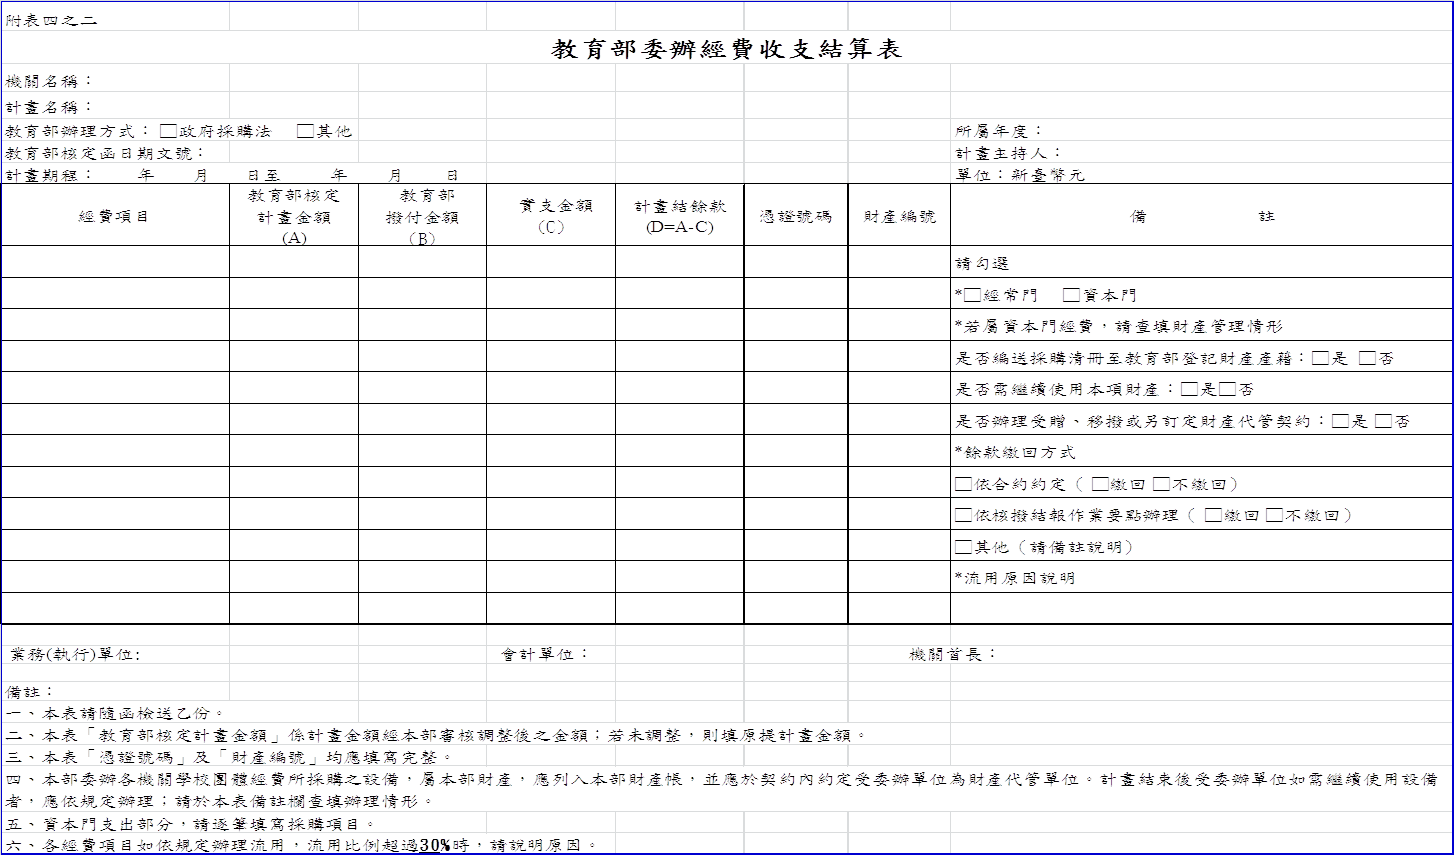 附表四之二
教育部委辦經費收支結算表
機關名稱：
計畫名稱：
教育部辦理方式：□政府採購法　□其他　所屬年度：
教育部核定函日期文號：　計畫主持人：
計畫期程：　年　月　日至　年　月　日　單位：新臺幣元
經費項目　教育部核定計畫金額(A)　教育部撥付金額（B）　實支金額（C）　計畫結餘款(D=A-C)　憑證號碼　財產編號　備　註
請勾選
*□經常門　□資本門
*若屬資本門經費，請查填財產管理情形
是否編送採購清冊至教育部登記財產產籍：□是 □否
是否需繼續使用本項財產：□是□否
是否辦理受贈、移撥或另訂定財產代管契約：□是 □否
*餘款繳回方式
□依合約約定（ □繳回 □不繳回）
□依核撥結報作業要點辦理（ □繳回 □不繳回）
□其他（請備註說明）
*流用原因說明
業務(執行)單位:　會計單位：　機關首長：
備註：
一、本表請隨函檢送乙份。
二、本表「教育部核定計畫金額」係計畫金額經本部審核調整後之金額；若未調整，則填原提計畫金額。
三、本表「憑證號碼」及「財產編號」均應填寫完整。
四、本部委辦各機關學校團體經費所採購之設備，屬本部財產，應列入本部財產帳，並應於契約內約定受委辦單位為財產代管單位。計畫結束後受委辦單位如需繼續使用設備
者，應依規定辦理；請於本表備註欄查填辦理情形。
五、資本門支出部分，請逐筆填寫採購項目。
六、各經費項目如依規定辦理流用，流用比例超過30%時，請說明原因。